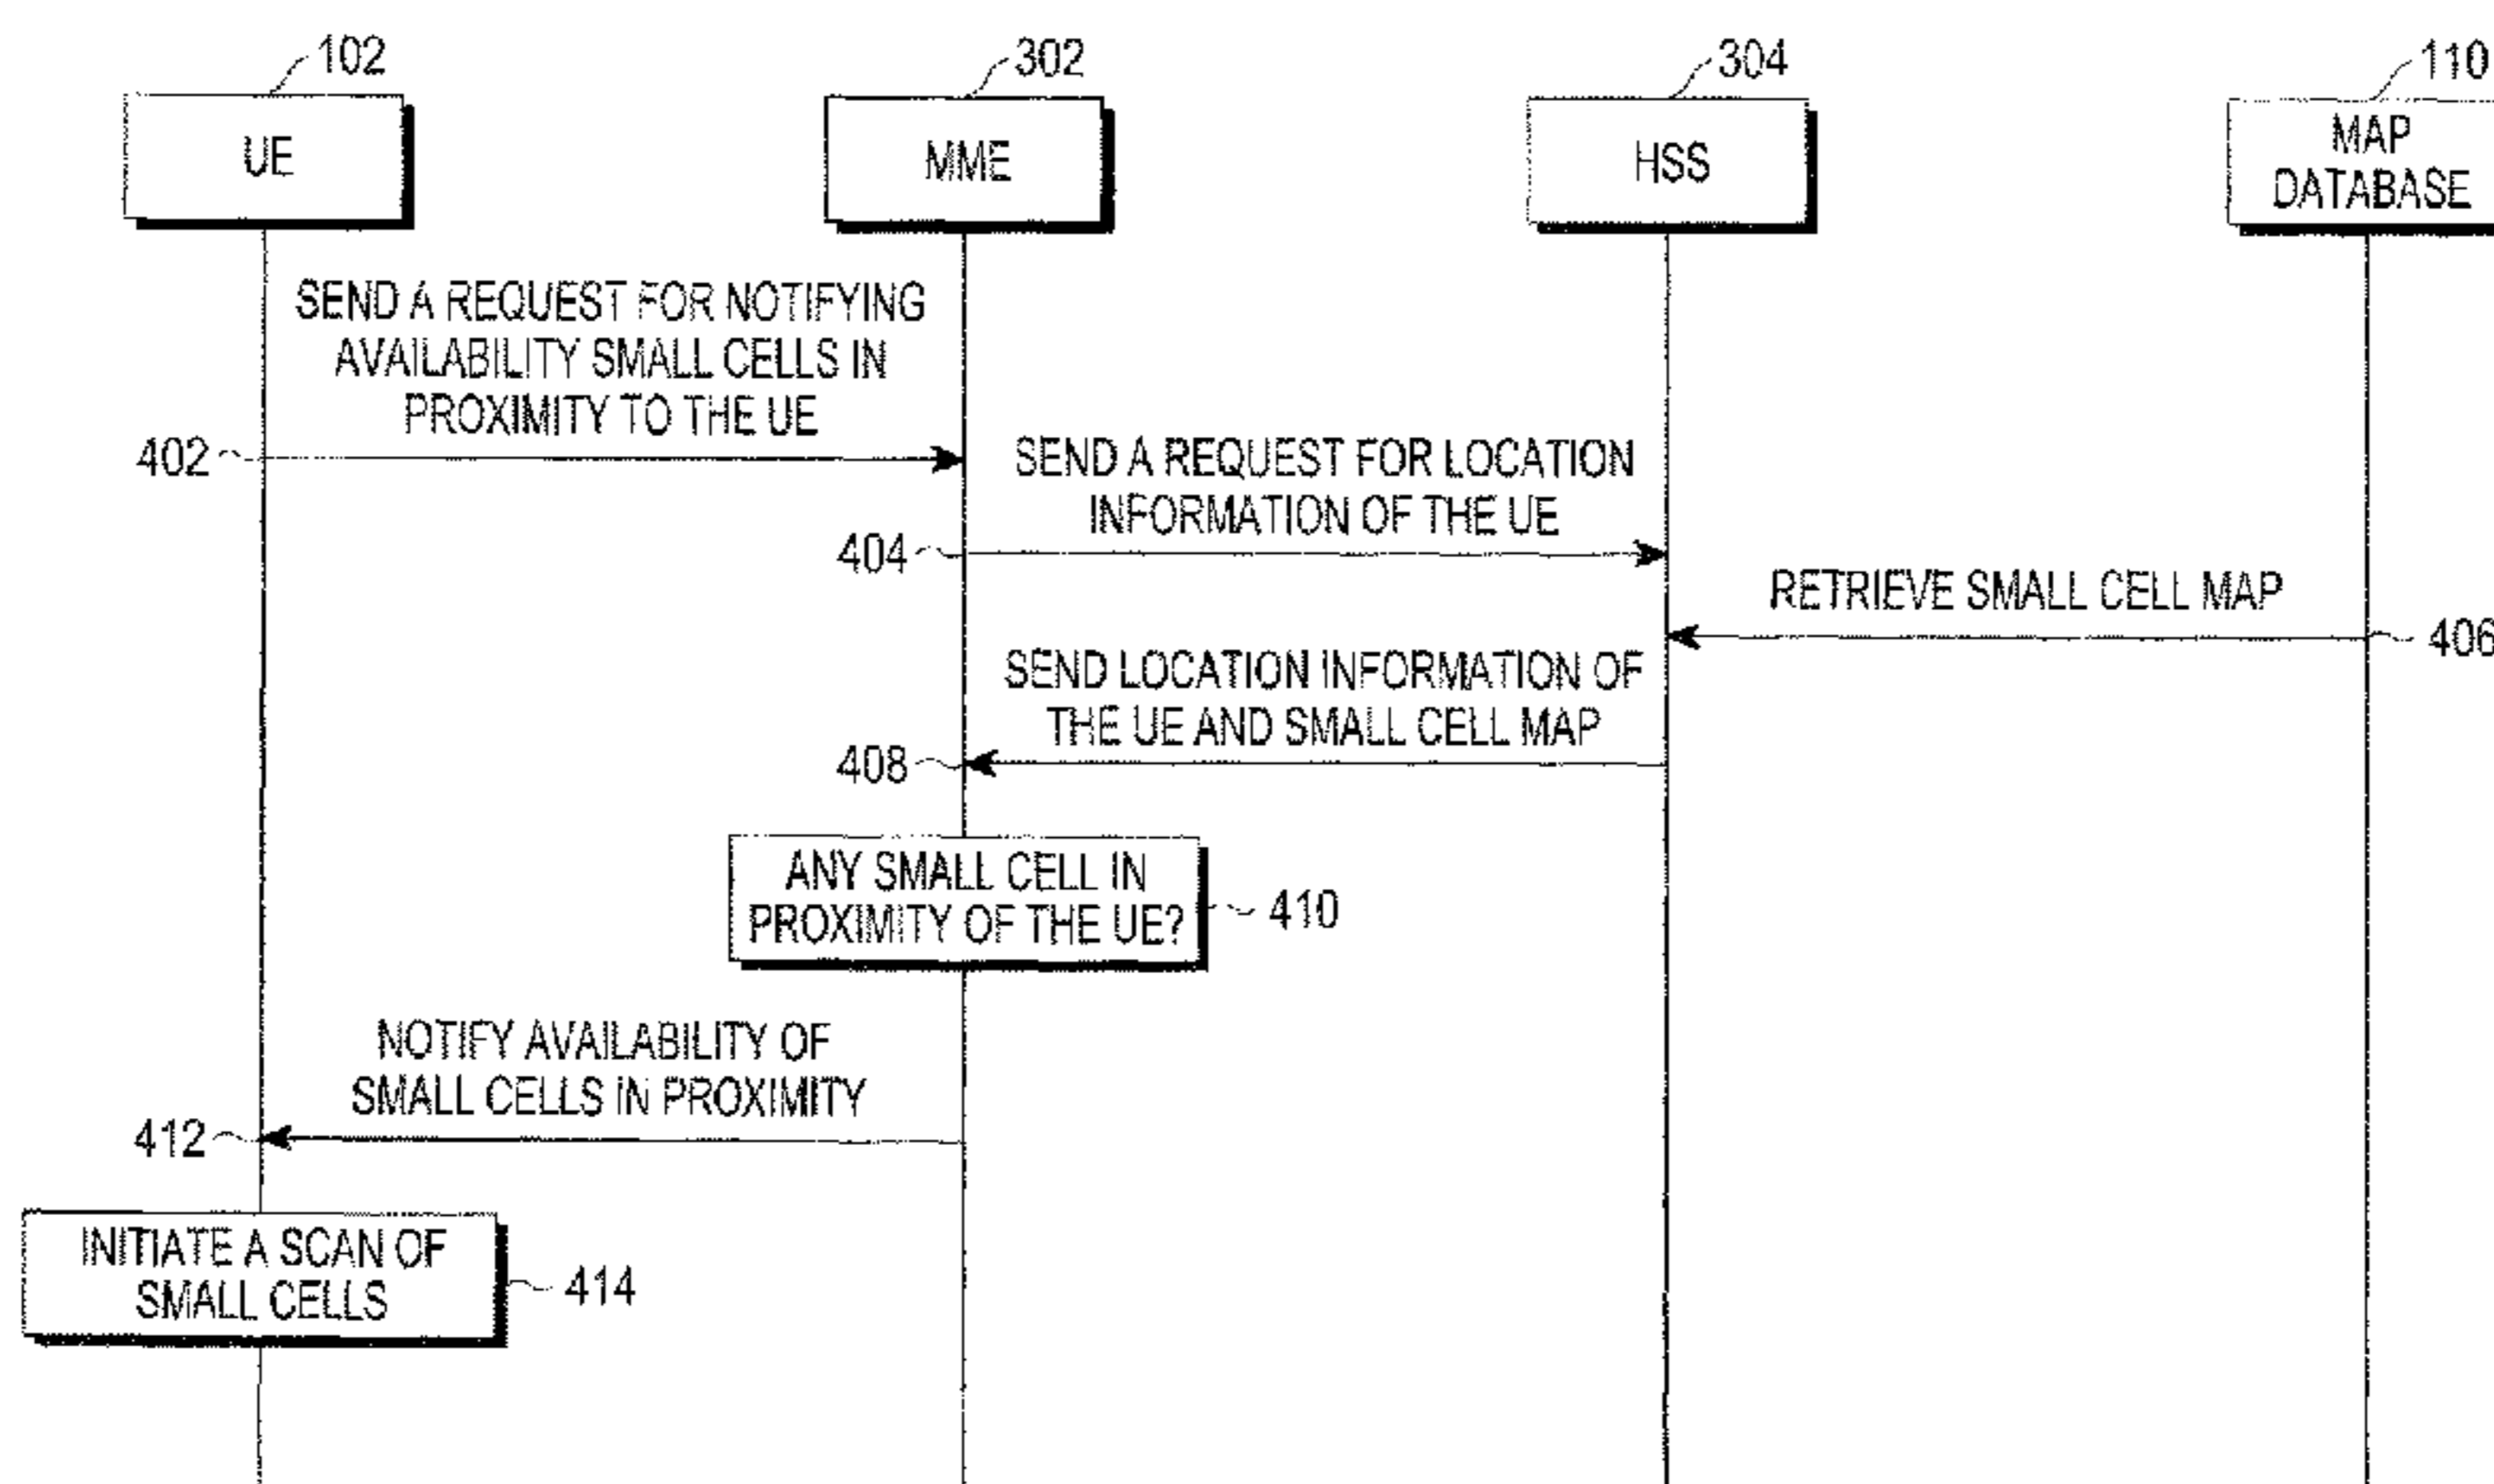 102
302
304
110
UE
MME
HSS
MAP
DATABASE
SEND A REQUEST FOR NOTIFYING
AVAILABILITY SMALL CELLS IN
PROXIMITY TO THE UE
402
SEND A REQUEST FOR LOCATION
INFORMATION OF THE UE
404
RETRIEVE SMALL CELL MAP
406
SEND LOCATION INFORMATION OF
THE UE AND SMALL CELL MAP
408
ANY SMALL CELL IN
PROXIMITY OF THE UE?
410
NOTIFY AVAILABILITY OF
SMALL CELLS IN PROXIMITY
412
INITIATE A SCAN OF
SMALL CELLS
414